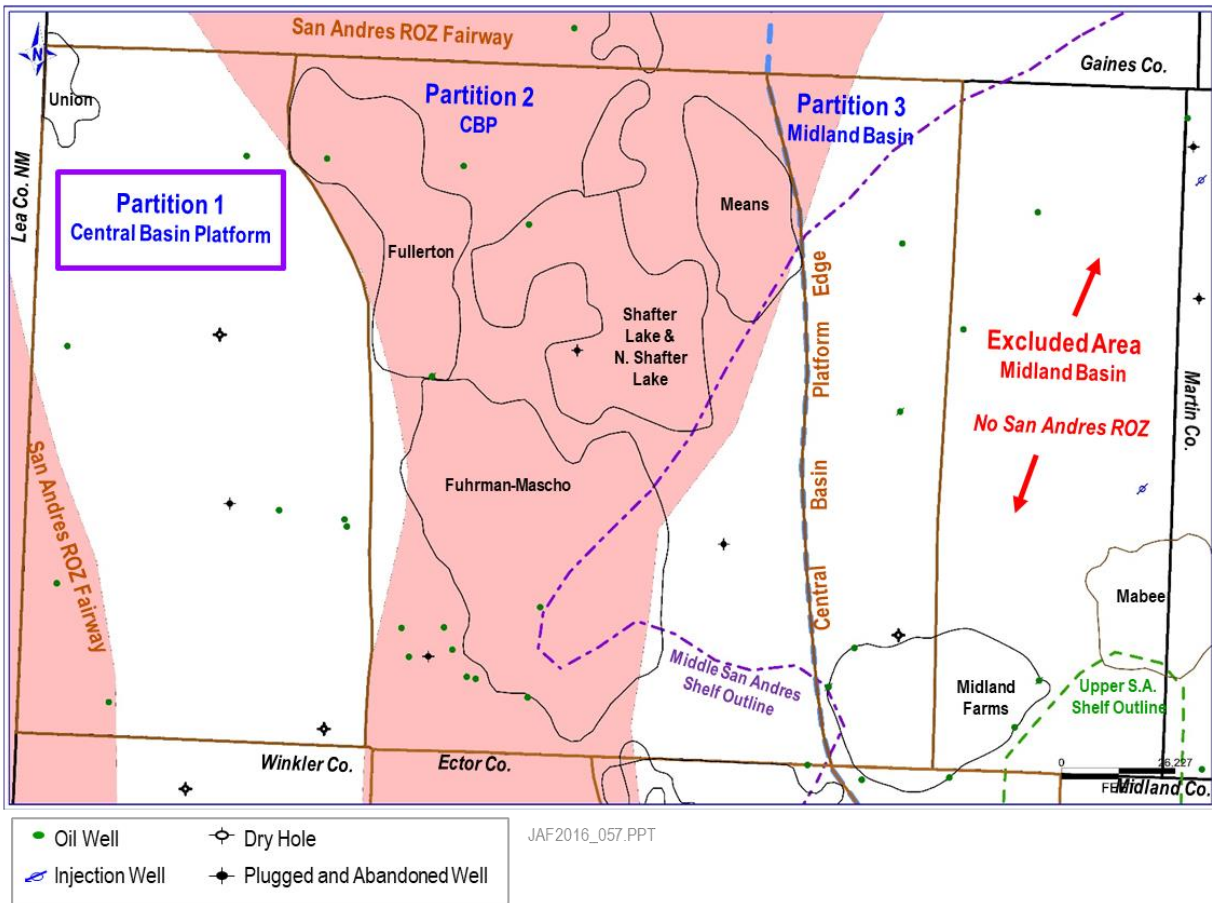 San Andres ROZ Fairway
Gaines Co.
N
Union
Partition 2
CBP
Partition 3
Midland Basin
Lea Co. NM
Partition 1
Central Basin Platform
Means
Fullerton
Shafter
Lake &
N. Shafter
Lake
Central Basin Platform Edge
Excluded Area
Midland Basin
No San Andres ROZ
Martin Co.
San Andres ROZ Fairway
Fuhrman-Mascho
Mabee
Middle San Andres
Shelf Outline
Midland
Farms
Upper S.A.
Shelf Outline
Winkler Co.
Ector Co.
0 26,227
Midland Co.
Oil Well
Dry Hole
Injection Well
Plugged and Abandoned Well
JAF2016_057.PPT